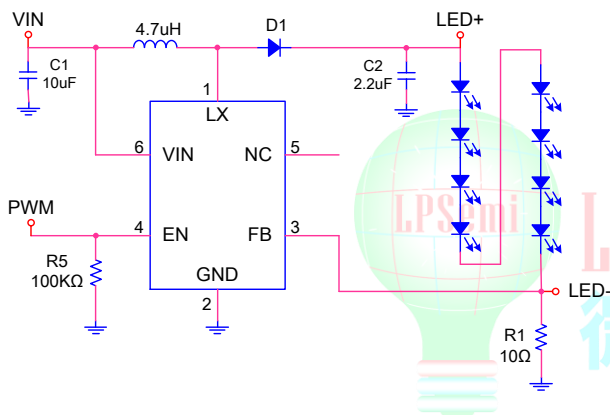 VIN
4.7uH
D1
LED+
C1
10uF
C2
2.2uF
1
LX
6
VIN
NC
5
PWM
4
EN
FB
3
R5
100KΩ
GND
2
LPSemi
L
LED-
R1
10Ω